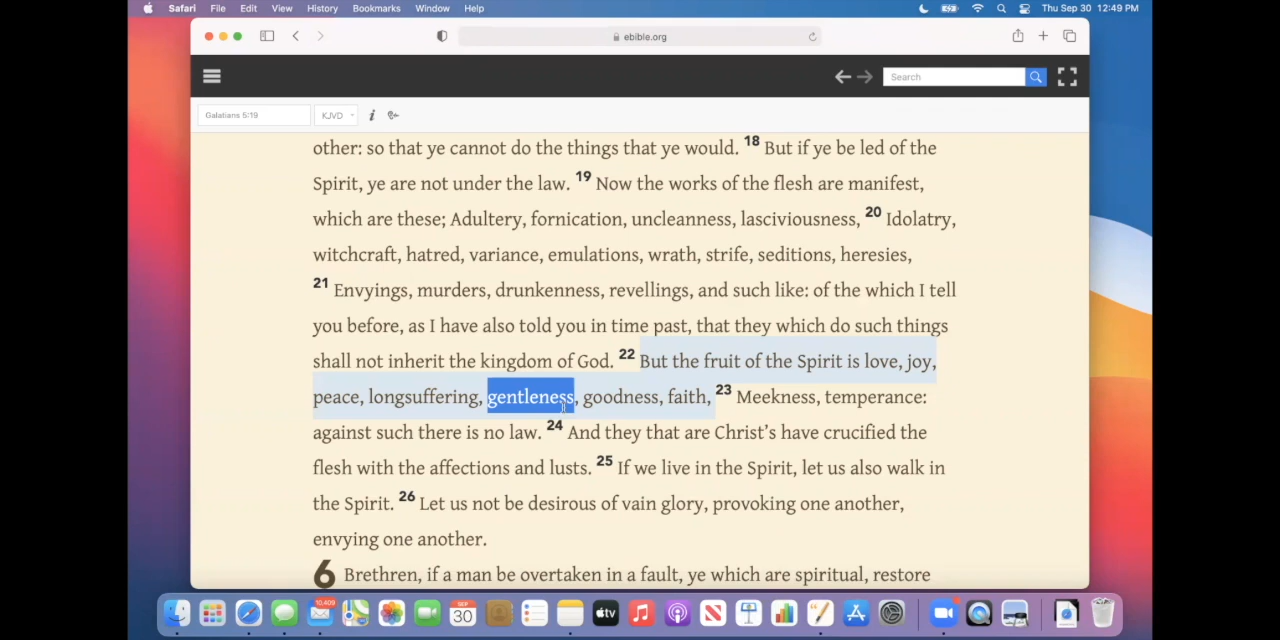 Safari File Edit View History Bookmarks Window Help Thu Sep 30 12:49 PM
ebible.org
Search
Galatians 5:19 KJVD i
other: so that ye cannot do the things that ye would. 18 But if ye be led of the
Spirit, ye are not under the law. 19 Now the works of the flesh are manifest,
which are these; Adultery, fornication, uncleanness, lasciviousness, 20 Idolatry,
witchcraft, hatred, variance, emulations, wrath, strife, seditions, heresies,
21 Envyings, murders, drunkenness, revellings, and such like: of the which I tell
you before, as I have also told you in time past, that they which do such things
shall not inherit the kingdom of God. 22 But the fruit of the Spirit is love, joy,
peace, longsuffering, gentleness, goodness, faith, 23 Meekness, temperance:
against such there is no law. 24 And they that are Christ’s have crucified the
flesh with the affections and lusts. 25 If we live in the Spirit, let us also walk in
the Spirit. 26 Let us not be desirous of vain glory, provoking one another,
envying one another.
6 Brethren, if a man be overtaken in a fault, ye which are spiritual, restore
10,409 SEP 30 tv